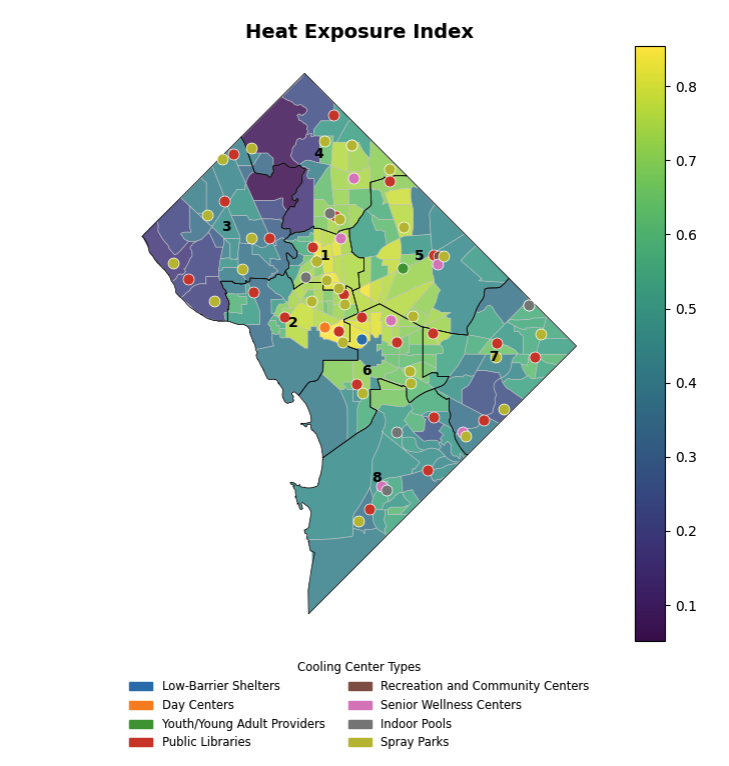 Heat Exposure Index
0.8
0.7
0.6
0.5
0.4
0.3
0.2
0.1
4
3
5
1
2
7
6
8
Cooling Center Types
Low-Barrier Shelters
Day Centers
Youth/Young Adult Providers
Public Libraries
Recreation and Community Centers
Senior Wellness Centers
Indoor Pools
Spray Parks